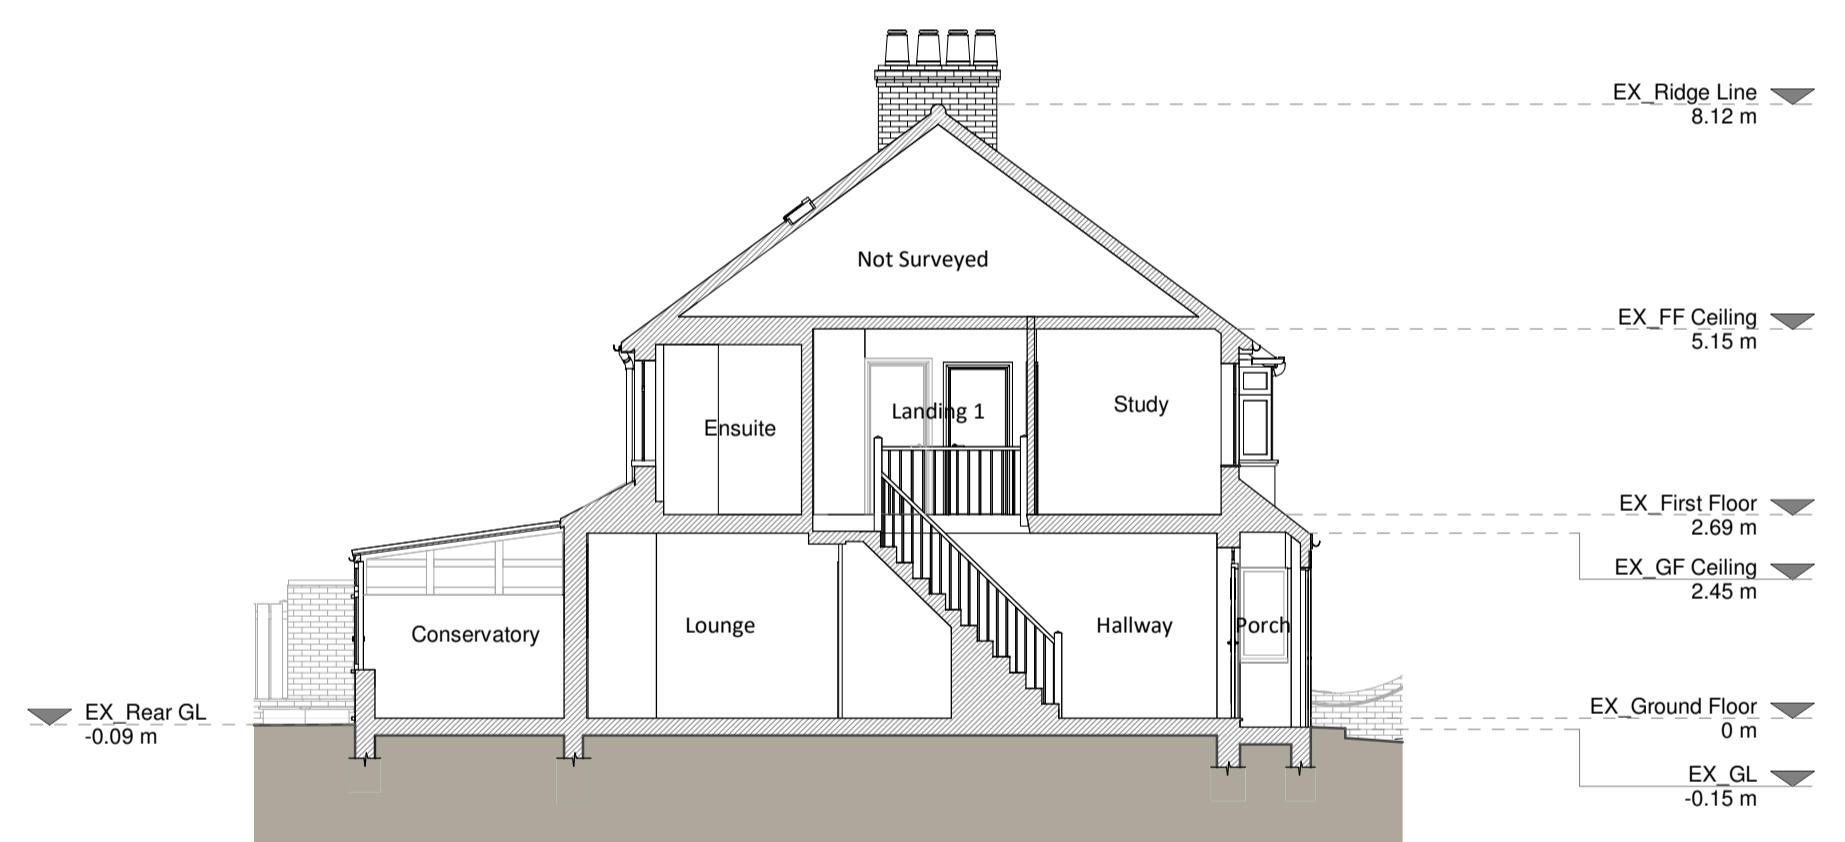 EX_Ridge Line
8.12 m
Not Surveyed
EX_FF Ceiling
5.15 m
Ensuite
Landing 1
Study
EX_First Floor
2.69 m
EX_GF Ceiling
2.45 m
Conservatory
Lounge
Hallway
Porch
EX_Rear GL
-0.09 m
EX_Ground Floor
0 m
EX_GL
-0.15 m